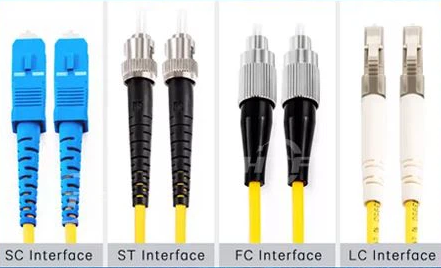 SC Interface
ST Interface
FC Interface
LC Interface